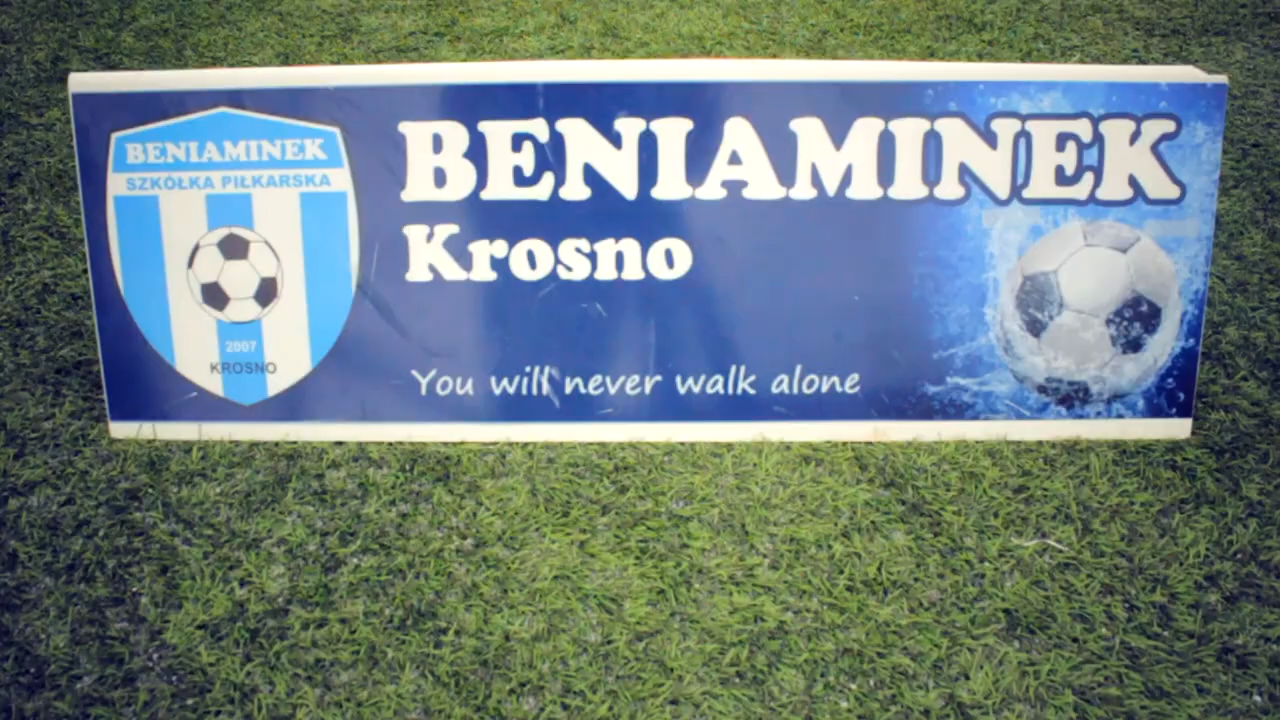 BENIAMINEK
SZKÓŁKA PIŁKARSKA
2007
KROSNO
BENIAMINEK
Krosno
You will never walk alone